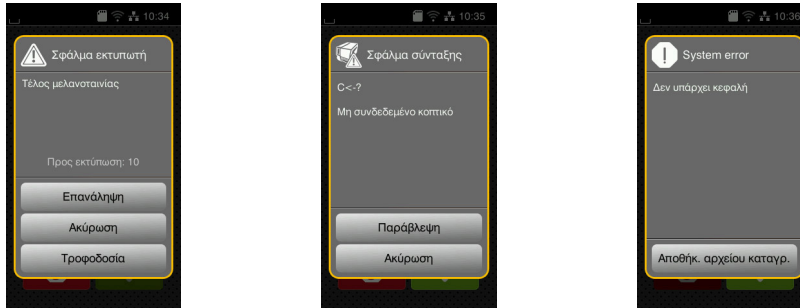 10:34
Σφάλμα εκτυπωτή
Τέλος μελανοταινίας
Προς εκτύπωση: 10
Επανάληψη
Ακύρωση
Τροφοδοσία
10:35
Σφάλμα σύνταξης
C<-?
Μη συνδεδεμένο κοπτικό
Παράβλεψη
Ακύρωση
10:36
System error
Δεν υπάρχει κεφαλή
Αποθήκ. αρχείου καταγρ.